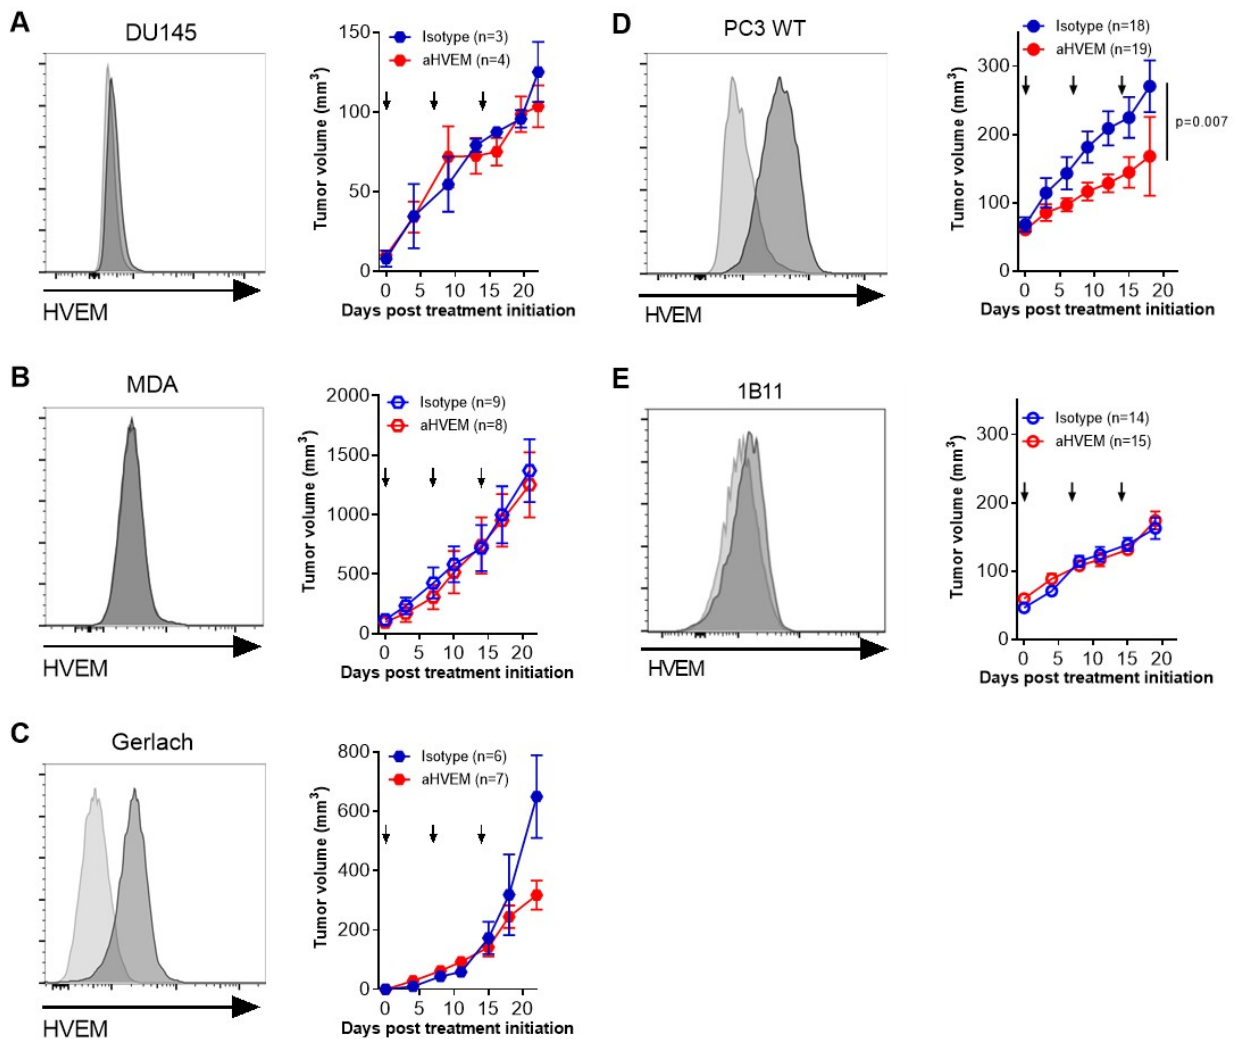 A
DU145
HVEM
Tumor volume (mm³)
150
100
50
0
Isotype (n=3)
aHVEM (n=4)
0 5 10 15 20
Days post treatment initiation
B
MDA
HVEM
Tumor volume (mm³)
2000
1500
1000
500
0
Isotype (n=9)
aHVEM (n=8)
0 5 10 15 20
Days post treatment initiation
C
Gerlach
HVEM
Tumor volume (mm³)
800
600
400
200
0
Isotype (n=6)
aHVEM (n=7)
0 5 10 15 20
Days post treatment initiation
D
PC3 WT
HVEM
Tumor volume (mm³)
300
200
100
0
Isotype (n=18)
aHVEM (n=19)
p=0.007
0 5 10 15 20
Days post treatment initiation
E
1B11
HVEM
Tumor volume (mm³)
300
200
100
0
Isotype (n=14)
aHVEM (n=15)
0 5 10 15 20
Days post treatment initiation